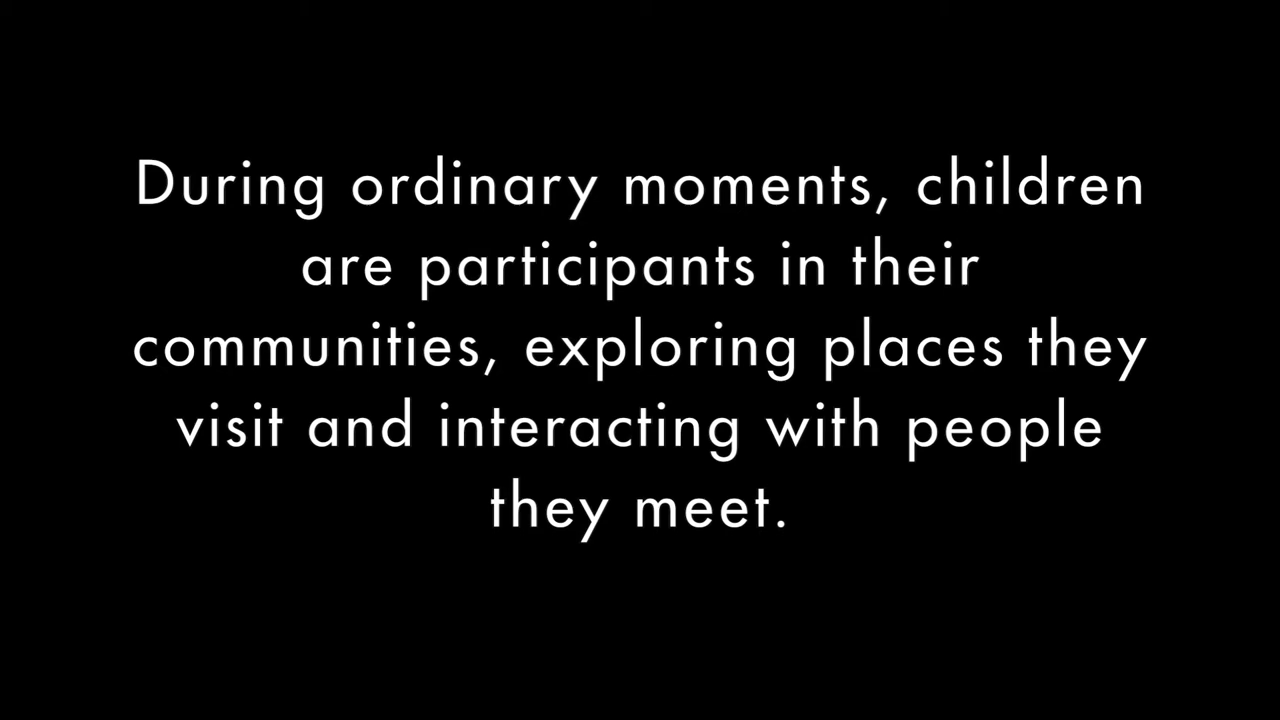 During ordinary moments, children
are participants in their
communities, exploring places they
visit and interacting with people
they meet.